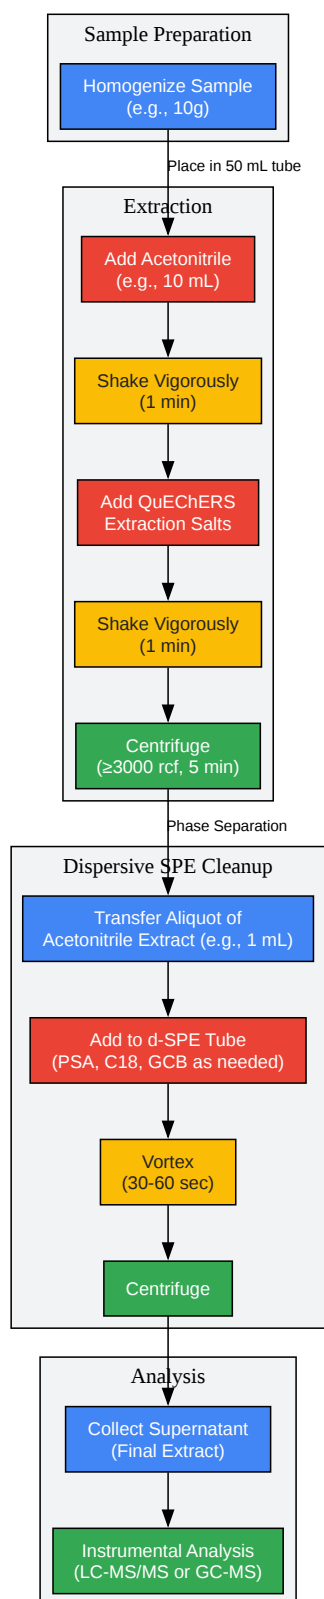 Sample Preparation
Homogenize Sample
(e.g., 10g)
Place in 50 mL tube
Extraction
Add Acetonitrile
(e.g., 10 mL)
Shake Vigorously
(1 min)
Add QuEChERS
Extraction Salts
Shake Vigorously
(1 min)
Centrifuge
(≥3000 rcf, 5 min)
Phase Separation
Dispersive SPE Cleanup
Transfer Aliquot of
Acetonitrile Extract (e.g., 1 mL)
Add to d-SPE Tube
(PSA, C18, GCB as needed)
Vortex
(30-60 sec)
Centrifuge
Analysis
Collect Supernatant
(Final Extract)
Instrumental Analysis
(LC-MS/MS or GC-MS)